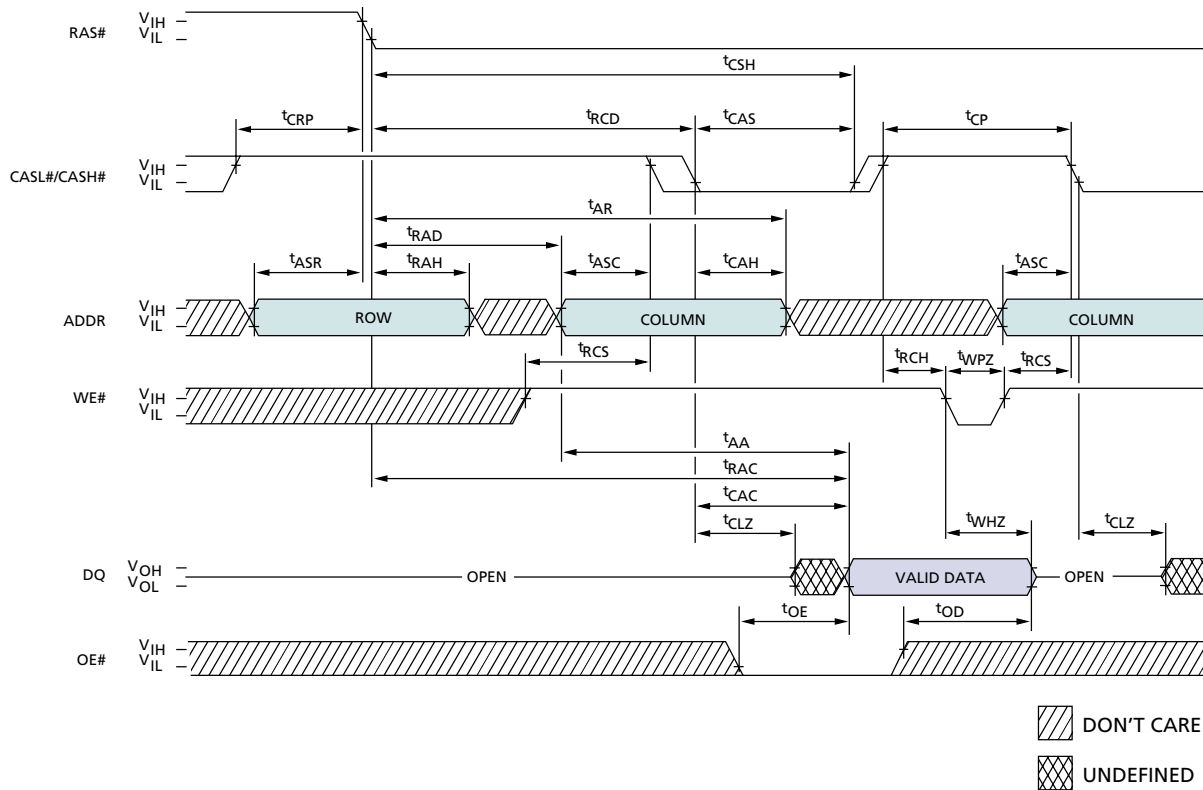 RAS# VIH
VIL
tCSH
tCRP tRCD tCAS tCP
CASL#/CASH# VIH
VIL
tAR
tRAD
tASR tRAH tASC tCAH tASC
ADDR VIH
VIL
ROW COLUMN COLUMN
tRCS tRCH tWPZ tRCS
WE# VIH
VIL
tAA
tRAC
tCAC
tCLZ tWHZ tCLZ
DQ VOH
VOL
OPEN VALID DATA OPEN
tOE tOD
OE# VIH
VIL
DON'T CARE
UNDEFINED